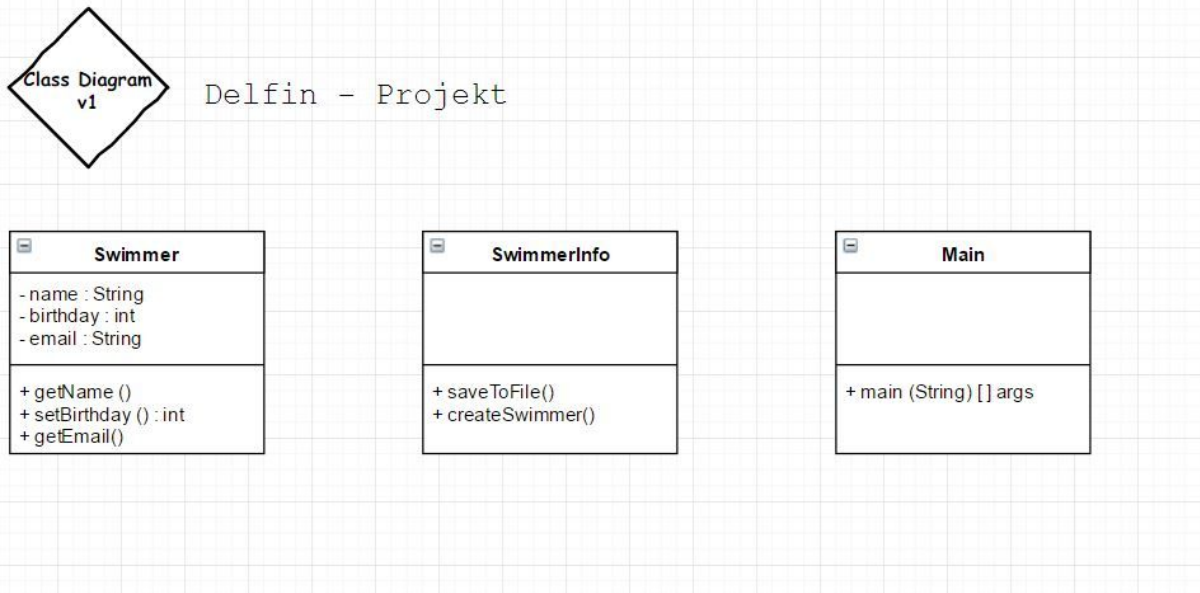 Class Diagram
v1
Delfin - Projekt
Swimmer
- name : String
- birthday : int
- email : String
+ getName ()
+ setBirthday () : int
+ getEmail()
SwimmerInfo
+ saveToFile()
+ createSwimmer()
Main
+ main (String) [ ] args